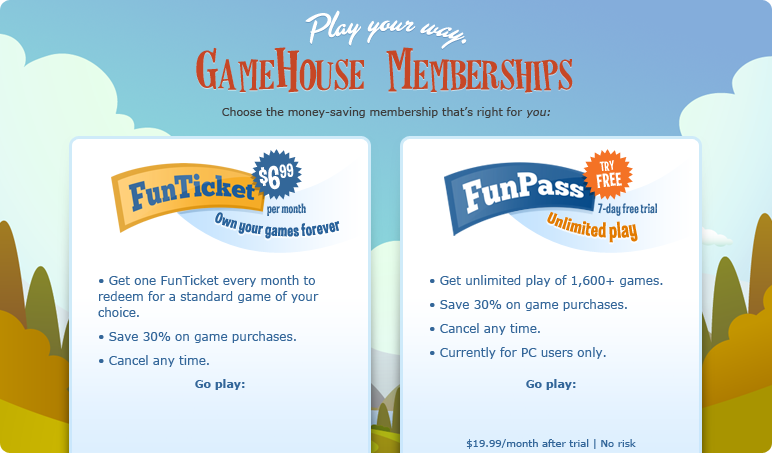 Play your way.
GameHouse Memberships
Choose the money-saving membership that's right for you:
FunTicket
$6.99
per month
Own your games forever
• Get one FunTicket every month to
redeem for a standard game of your
choice.
• Save 30% on game purchases.
• Cancel any time.
Go play:
FunPass
TRY
FREE
7-day free trial
Unlimited play
• Get unlimited play of 1,600+ games.
• Save 30% on game purchases.
• Cancel any time.
• Currently for PC users only.
Go play:
$19.99/month after trial | No risk